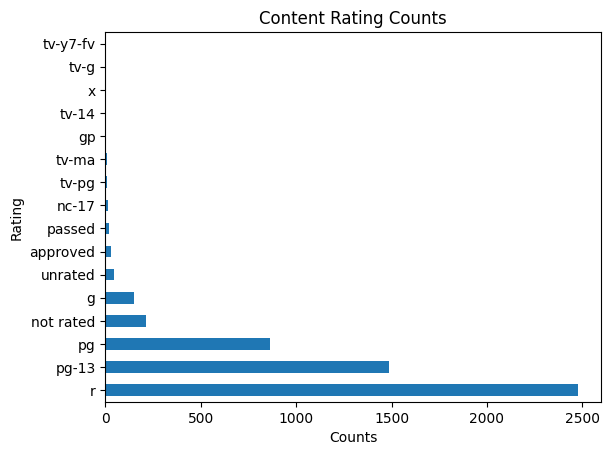 Content Rating Counts
tv-y7-fv
tv-g
x
tv-14
gp
tv-ma
tv-pg
nc-17
passed
approved
unrated
g
not rated
pg
pg-13
r
Rating
0 500 1000 1500 2000 2500
Counts